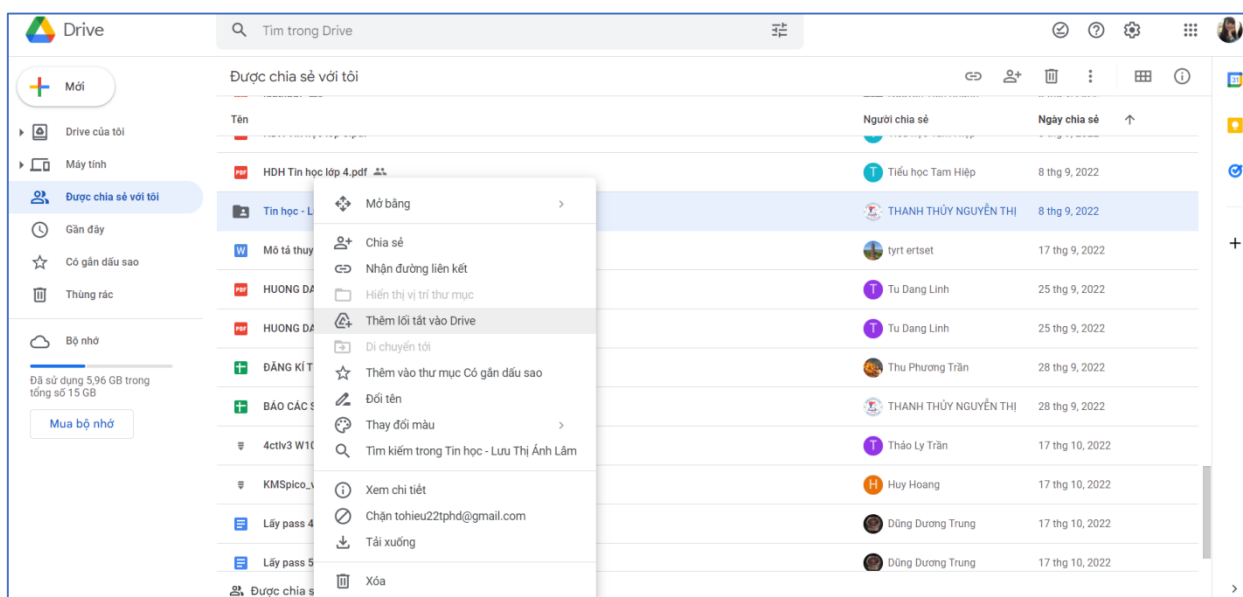 Drive
Tìm trong Drive
Mới
Drive của tôi
Máy tính
Được chia sẻ với tôi
Gần đây
Có gắn dấu sao
Thùng rác
Bộ nhớ
Đã sử dụng 5,96 GB trong
tổng số 15 GB
Mua bộ nhớ
Được chia sẻ với tôi
Tên Người chia sẻ Ngày chia sẻ
HDH Tin học lớp 4.pdf Tiểu học Tam Hiệp 8 thg 9, 2022
Tin học - L THANH THỦY NGUYỄN THỊ 8 thg 9, 2022
Mô tả thuy tyrt ertset 17 thg 9, 2022
HUONG DA Tu Dang Linh 25 thg 9, 2022
HUONG DA Tu Dang Linh 25 thg 9, 2022
ĐĂNG KÍ T Thu Phương Trần 28 thg 9, 2022
BÁO CÁC S THANH THỦY NGUYỄN THỊ 28 thg 9, 2022
4ctlv3 W10 Thảo Ly Trần 17 thg 10, 2022
KMSpico_v Huy Hoang 17 thg 10, 2022
Lấy pass 4 Dũng Dương Trung 17 thg 10, 2022
Lấy pass 5 Dũng Dương Trung 17 thg 10, 2022
Được chia s
Mở bằng
Chia sẻ
Nhận đường liên kết
Hiển thị vị trí thư mục
Thêm lối tắt vào Drive
Di chuyển tới
Thêm vào thư mục Có gắn dấu sao
Đổi tên
Thay đổi màu
Tìm kiếm trong Tin học - Lưu Thị Ánh Lâm
Xem chi tiết
Chặn tohieu22tphd@gmail.com
Tải xuống
Xóa